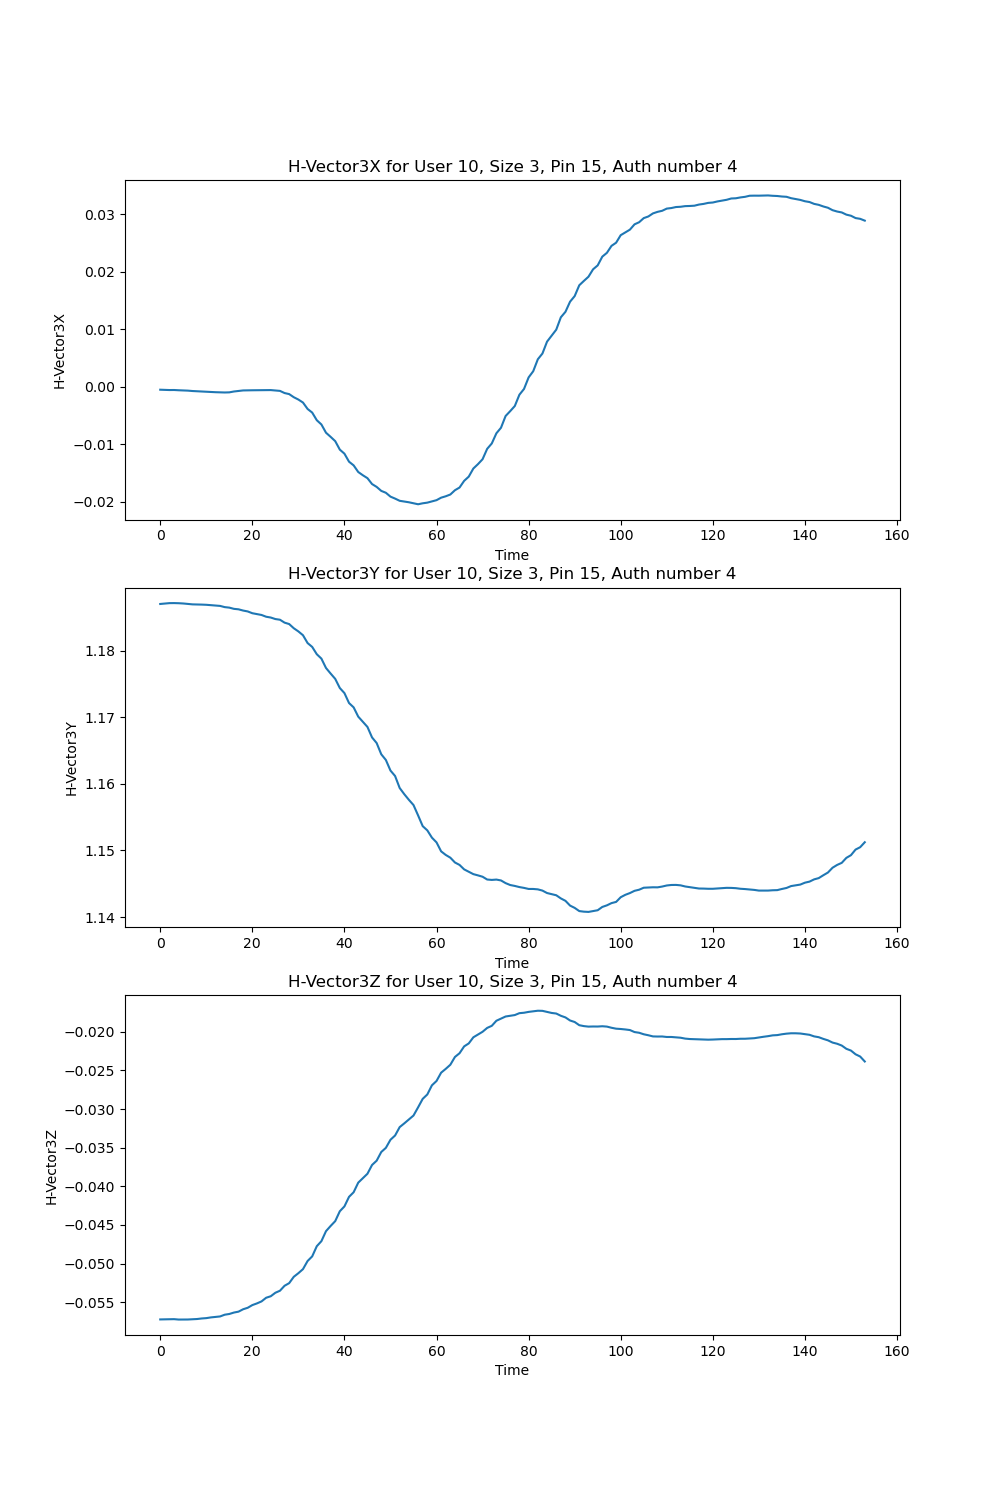 H-Vector3X for User 10, Size 3, Pin 15, Auth number 4
0.03
0.02
0.01
0.00
−0.01
−0.02
H-Vector3X
0 20 40 60 80 100 120 140 160
Time
H-Vector3Y for User 10, Size 3, Pin 15, Auth number 4
1.18
1.17
1.16
1.15
1.14
H-Vector3Y
0 20 40 60 80 100 120 140 160
Time
H-Vector3Z for User 10, Size 3, Pin 15, Auth number 4
−0.020
−0.025
−0.030
−0.035
−0.040
−0.045
−0.050
−0.055
H-Vector3Z
0 20 40 60 80 100 120 140 160
Time